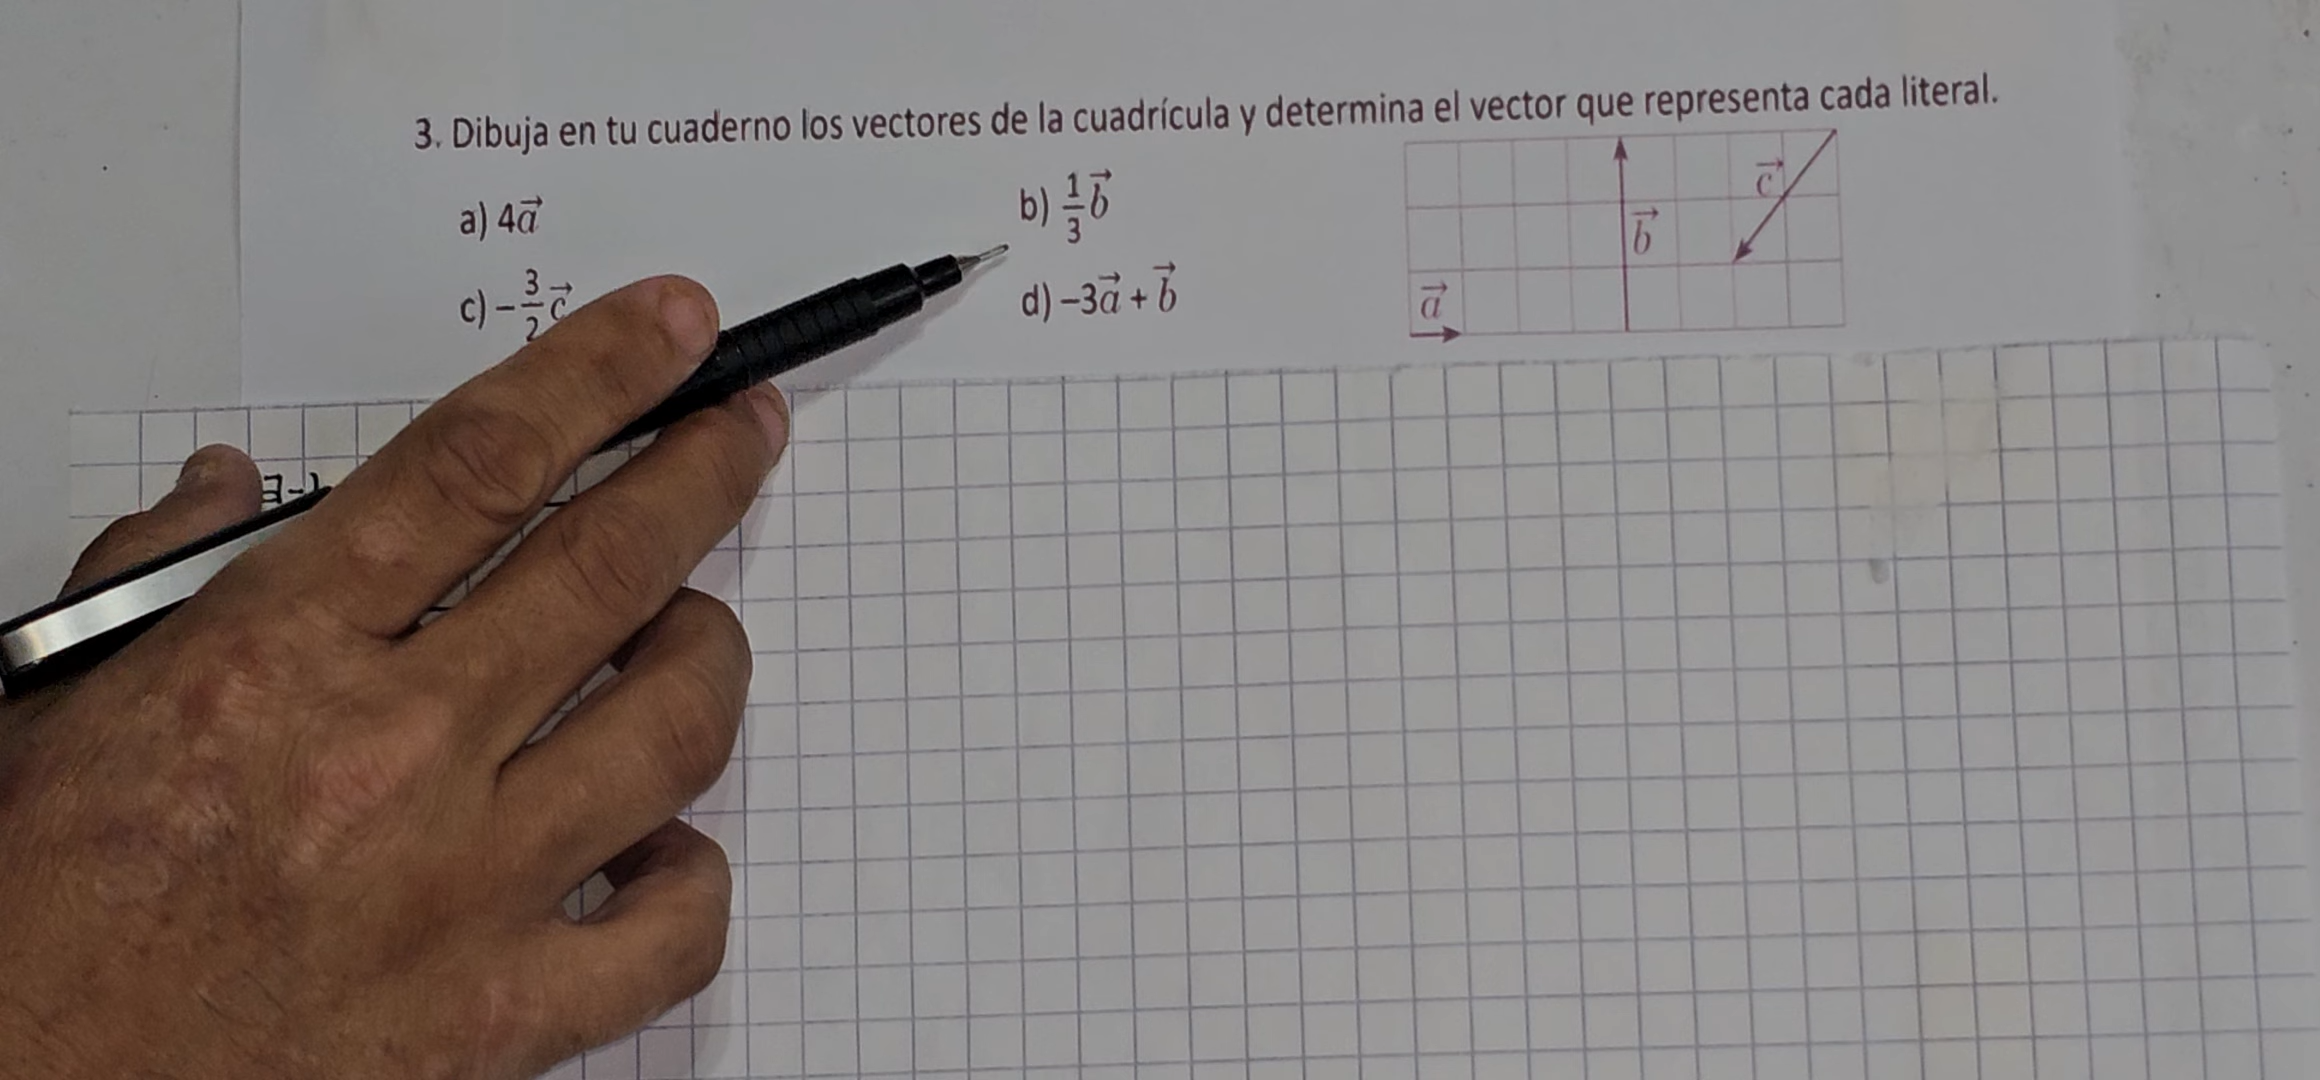 3. Dibuja en tu cuaderno los vectores de la cuadrícula y determina el vector que representa cada literal.
a) 4a⃗
b) 1/3 b⃗
c) –3/2 c⃗
d) –3a⃗ + b⃗
c⃗
b⃗
a⃗